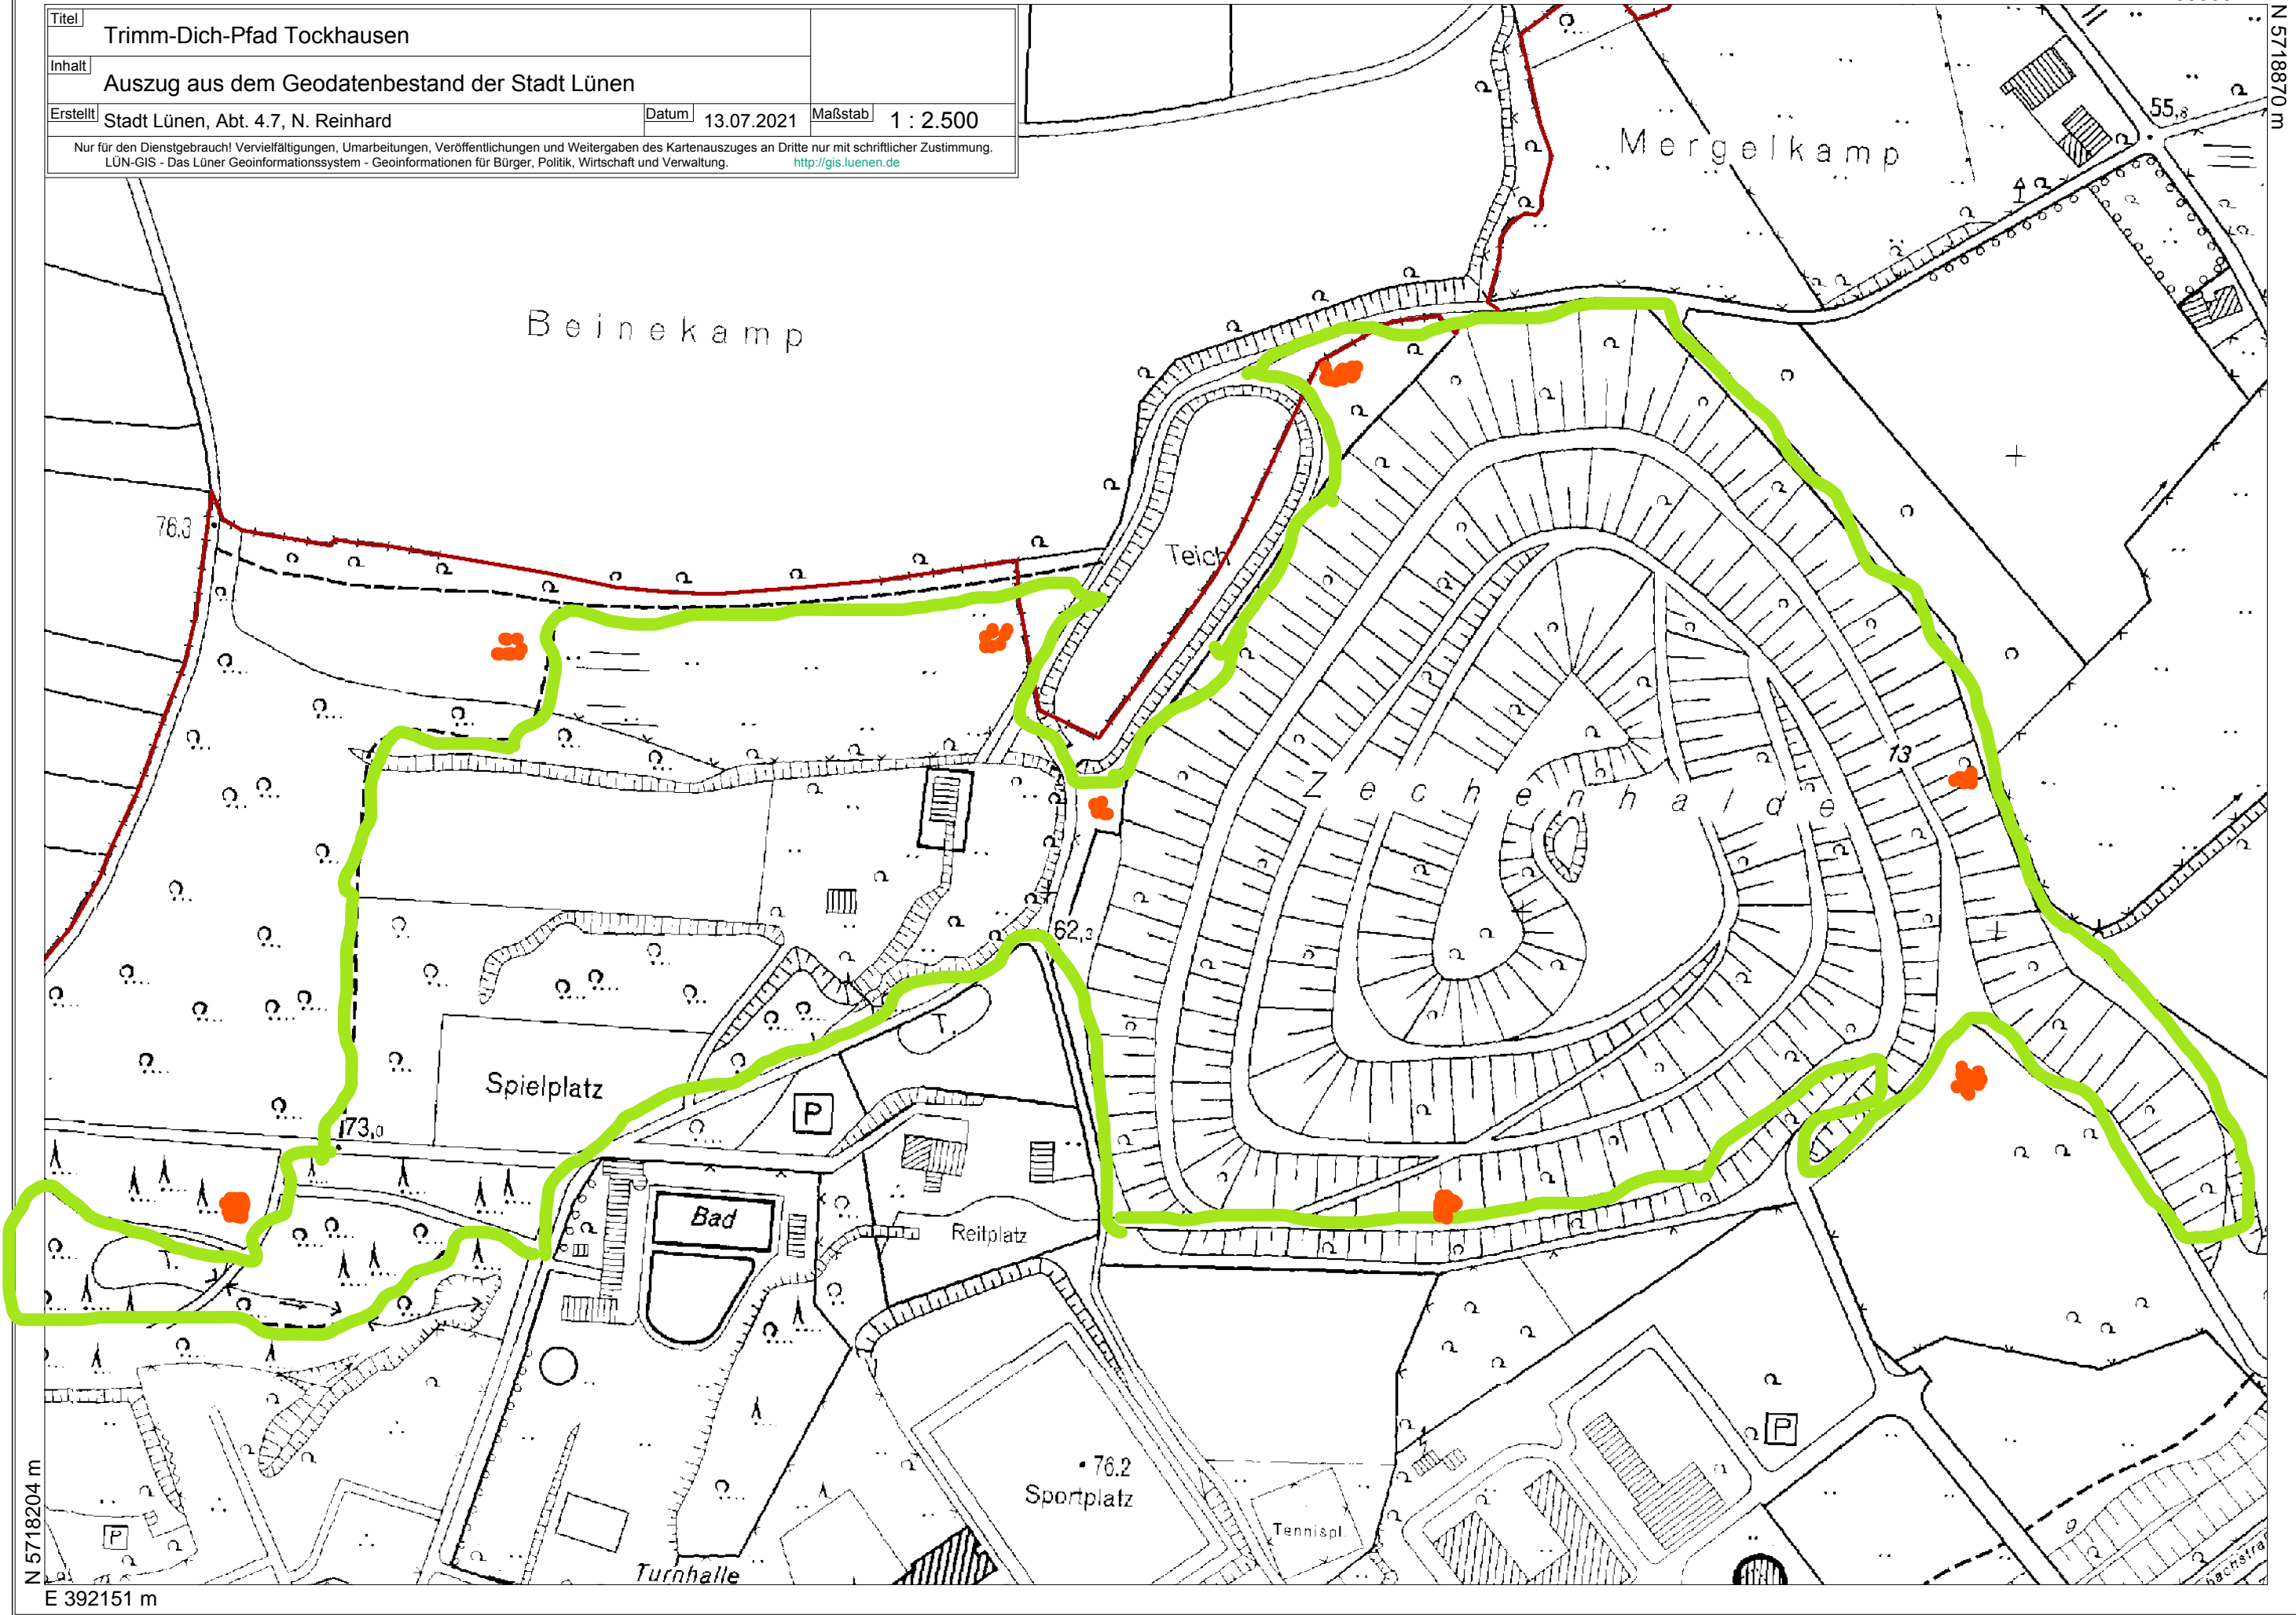 Titel
Trimm-Dich-Pfad Tockhausen
Inhalt
Auszug aus dem Geodatenbestand der Stadt Lünen
Erstellt Stadt Lünen, Abt. 4.7, N. Reinhard
Datum 13.07.2021
Maßstab 1 : 2.500
Nur für den Dienstgebrauch! Vervielfältigungen, Umarbeitungen, Veröffentlichungen und Weitergaben des Kartenauszuges an Dritte nur mit schriftlicher Zustimmung.
LÜN-GIS - Das Lüner Geoinformationssystem - Geoinformationen für Bürger, Politik, Wirtschaft und Verwaltung. http://gis.luenen.de
N 5718870 m
55,8
Mergelkamp
Beinekamp
76.3
Teich
13
Zechenhalde
62,3
T.
Spielplatz
P
73,0
Bad
Reitplatz
T.
P
76.2
Sportplatz
Tennispl.
P
Turnhalle
N 5718204 m
E 392151 m